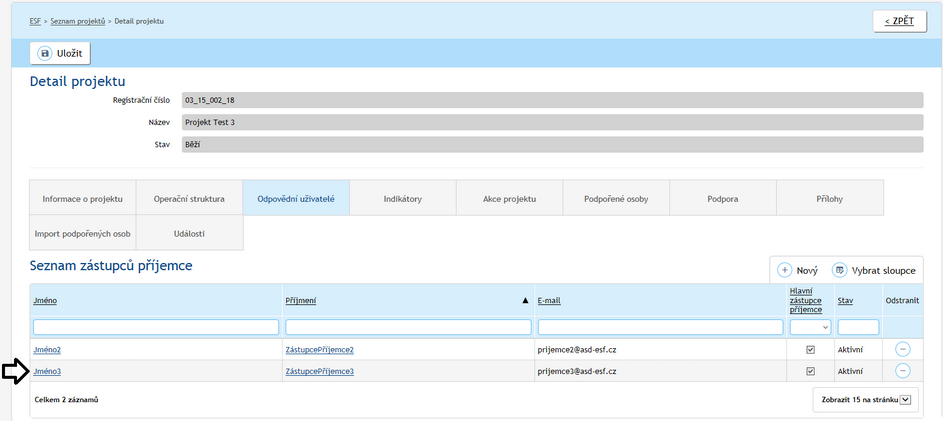 ESF > Seznam projektů > Detail projektu
< ZPĚT
Uložit
Detail projektu
Registrační číslo 03_15_002_18
Název Projekt Test 3
Stav Běží
Informace o projektu Operační struktura Odpovědní uživatelé Indikátory Akce projektu Podpořené osoby Podpora Přílohy
Import podpořených osob Události
Seznam zástupců příjemce
Nový Vybrat sloupce
Jméno Příjmení ▲ E-mail Hlavní zástupce příjemce Stav Odstranit
Jméno2 ZástupcePříjemce2 prijemce2@asd-esf.cz Aktivní
Jméno3 ZástupcePříjemce3 prijemce3@asd-esf.cz Aktivní
Celkem 2 záznamů
Zobrazit 15 na stránku